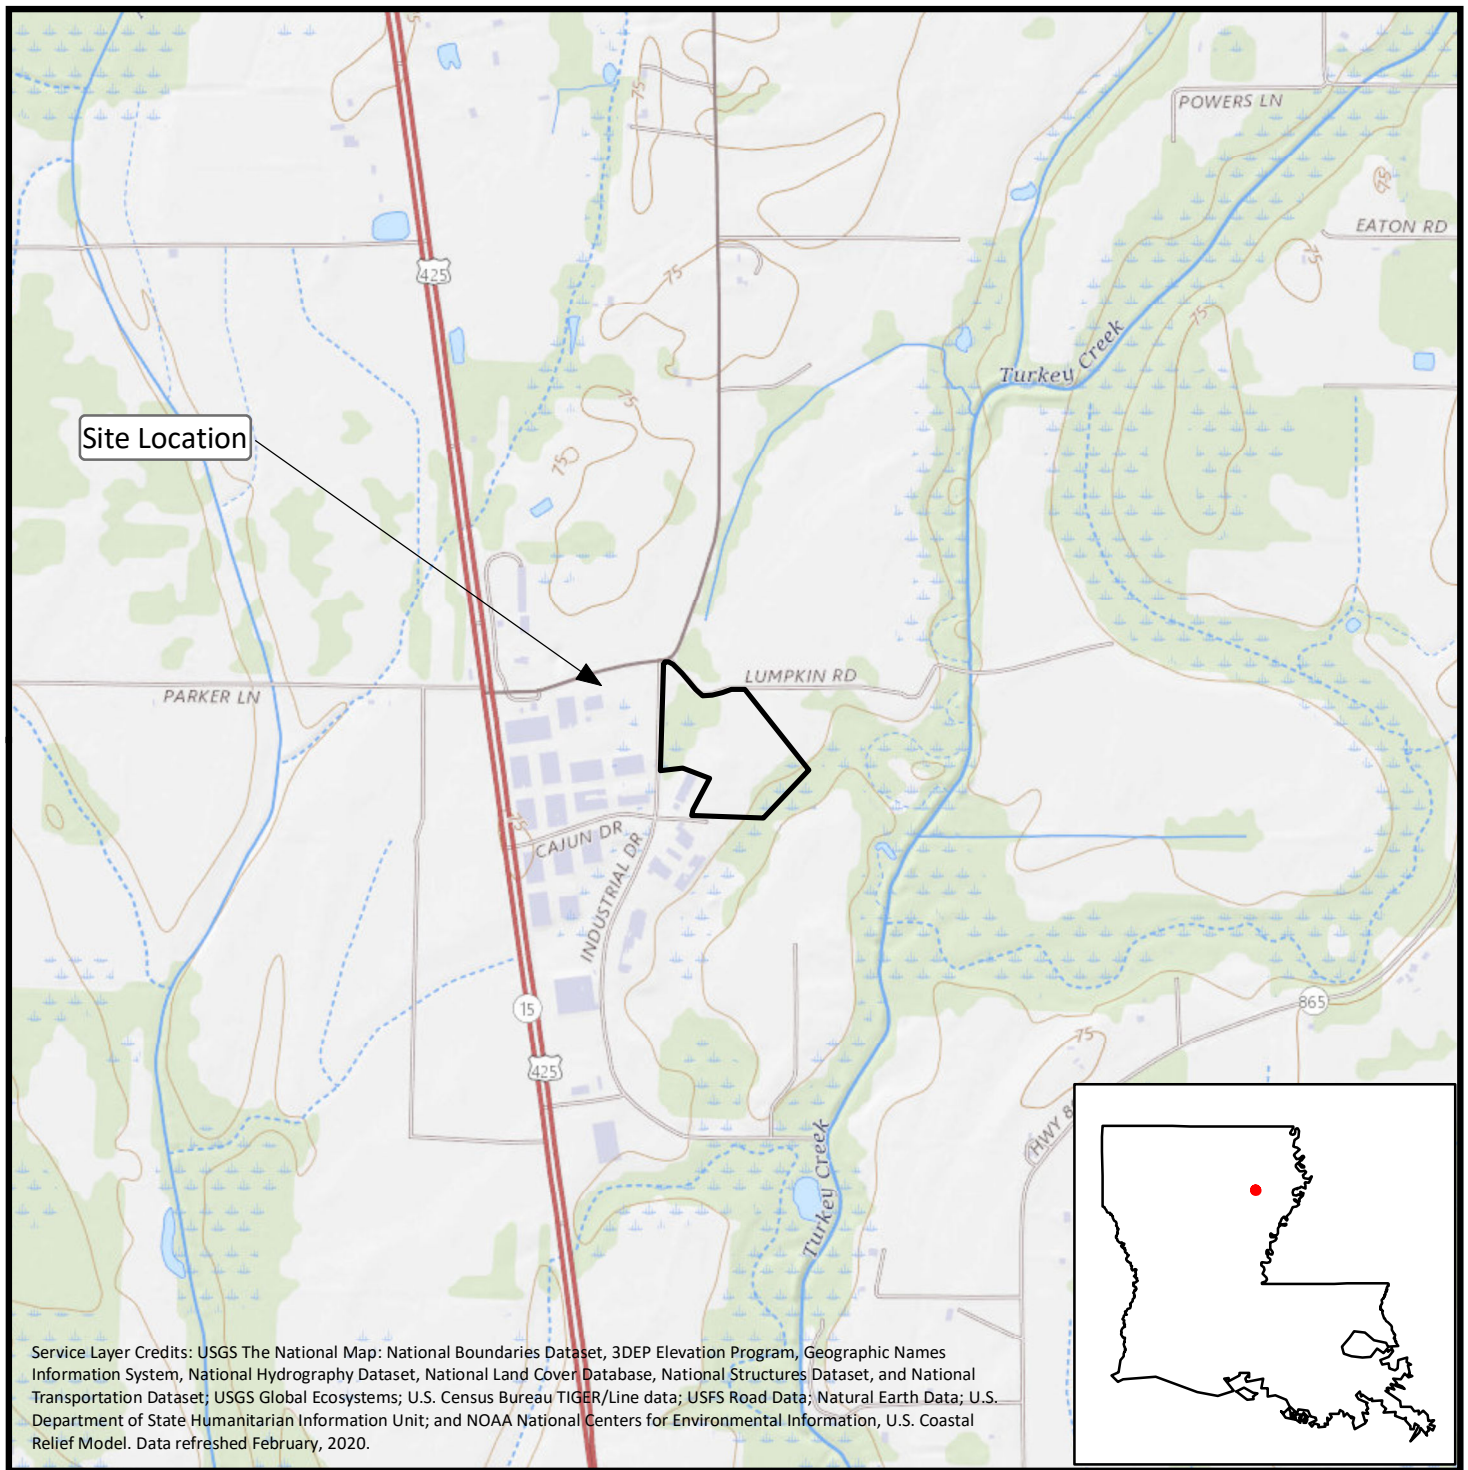 POWERS LN
75
75
EATON RD
425
75
75
75
Turkey Creek
75
Site Location
75
LUMPKIN RD
PARKER LN
75
CAJUN DR
INDUSTRIAL DR
15
865
75
425
HWY 8
Turkey Creek
Service Layer Credits: USGS The National Map: National Boundaries Dataset, 3DEP Elevation Program, Geographic Names
Information System, National Hydrography Dataset, National Land Cover Database, National Structures Dataset, and National
Transportation Dataset; USGS Global Ecosystems; U.S. Census Bureau TIGER/Line data; USFS Road Data; Natural Earth Data; U.S.
Department of State Humanitarian Information Unit; and NOAA National Centers for Environmental Information, U.S. Coastal
Relief Model. Data refreshed February, 2020.